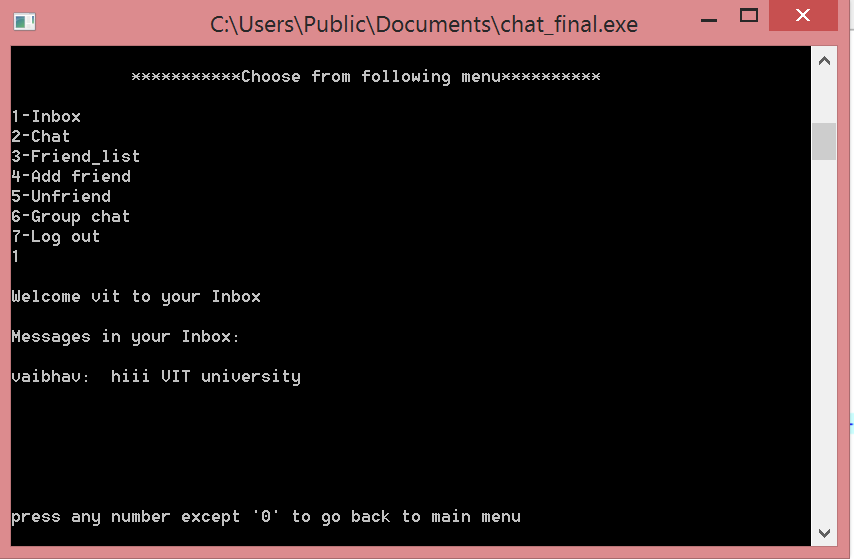 C:\Users\Public\Documents\chat_final.exe
***********Choose from following menu**********
1-Inbox
2-Chat
3-Friend_list
4-Add friend
5-Unfriend
6-Group chat
7-Log out
1
Welcome vit to your Inbox
Messages in your Inbox:
vaibhav:  hiii VIT university
press any number except '0' to go back to main menu